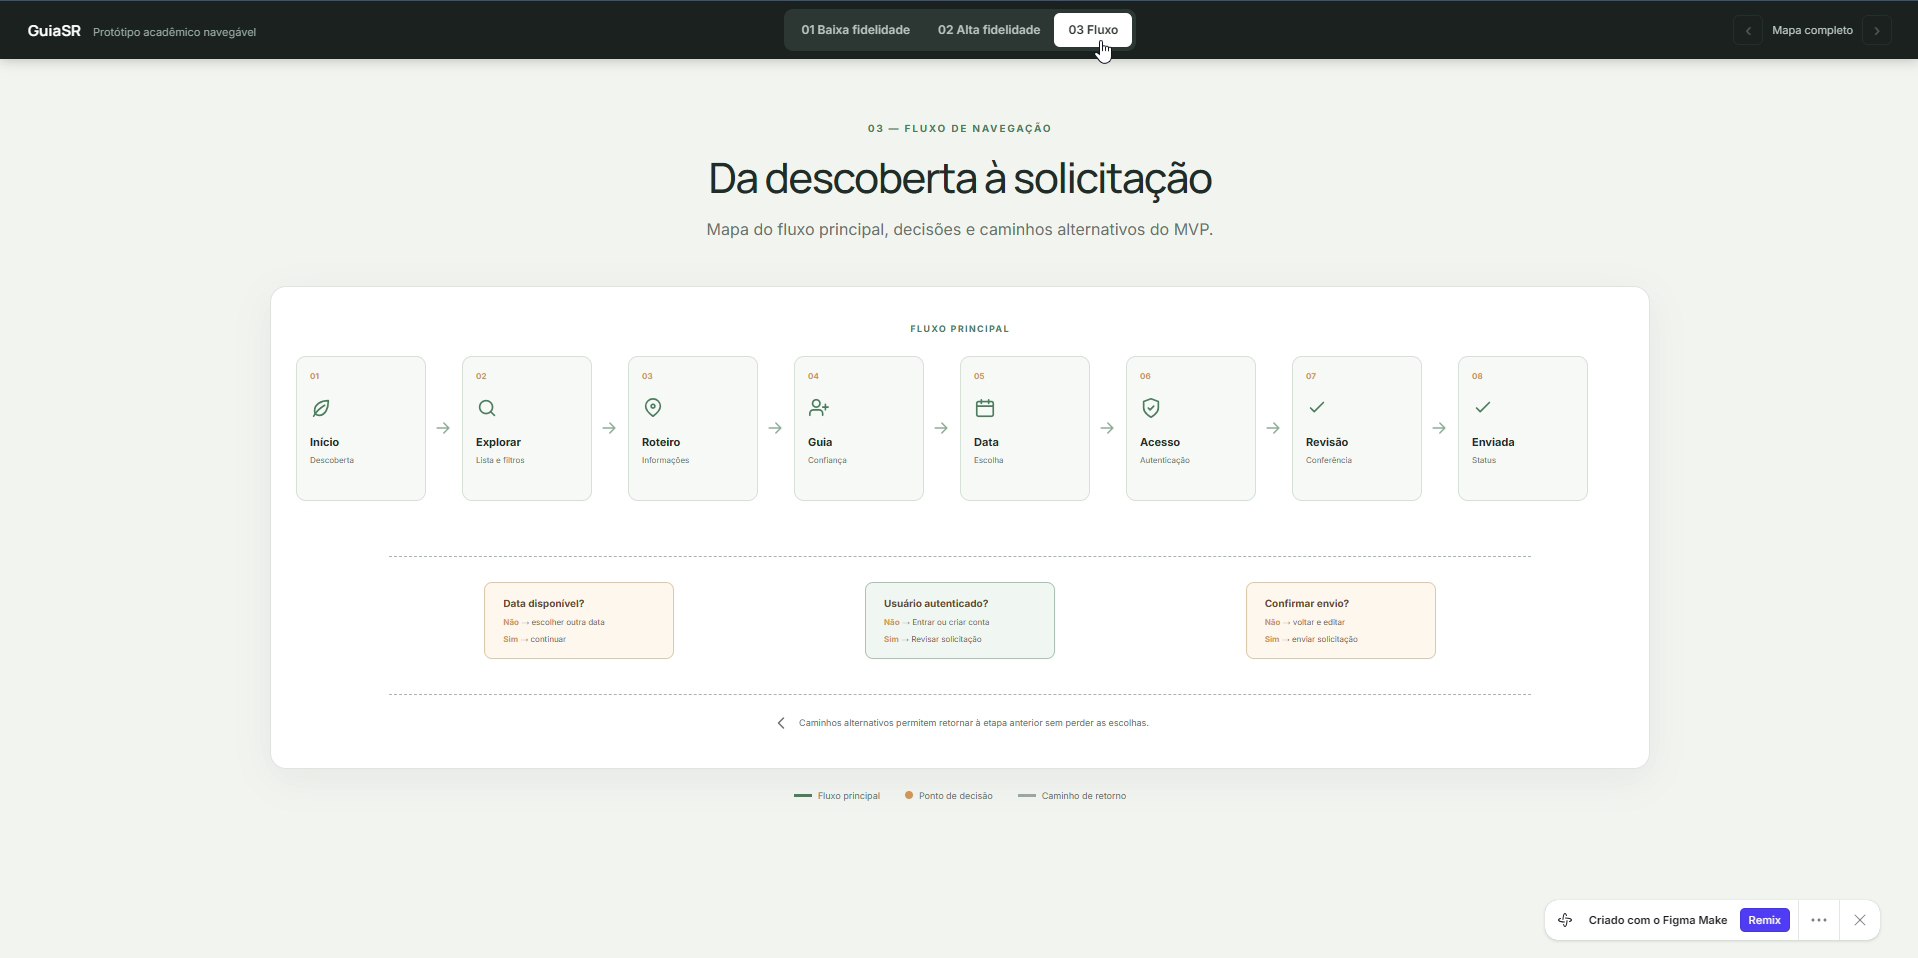 GuiaSR Protótipo acadêmico navegável
01 Baixa fidelidade 02 Alta fidelidade 03 Fluxo
Mapa completo
03 — FLUXO DE NAVEGAÇÃO
Da descoberta à solicitação
Mapa do fluxo principal, decisões e caminhos alternativos do MVP.
FLUXO PRINCIPAL
01
Início
Descoberta
02
Explorar
Lista e filtros
03
Roteiro
Informações
04
Guia
Confiança
05
Data
Escolha
06
Acesso
Autenticação
07
Revisão
Conferência
08
Enviada
Status
Data disponível?
Não → escolher outra data
Sim → continuar
Usuário autenticado?
Não → Entrar ou criar conta
Sim → Revisar solicitação
Confirmar envio?
Não → voltar e editar
Sim → enviar solicitação
Caminhos alternativos permitem retornar à etapa anterior sem perder as escolhas.
Fluxo principal Ponto de decisão Caminho de retorno
Criado com o Figma Make Remix